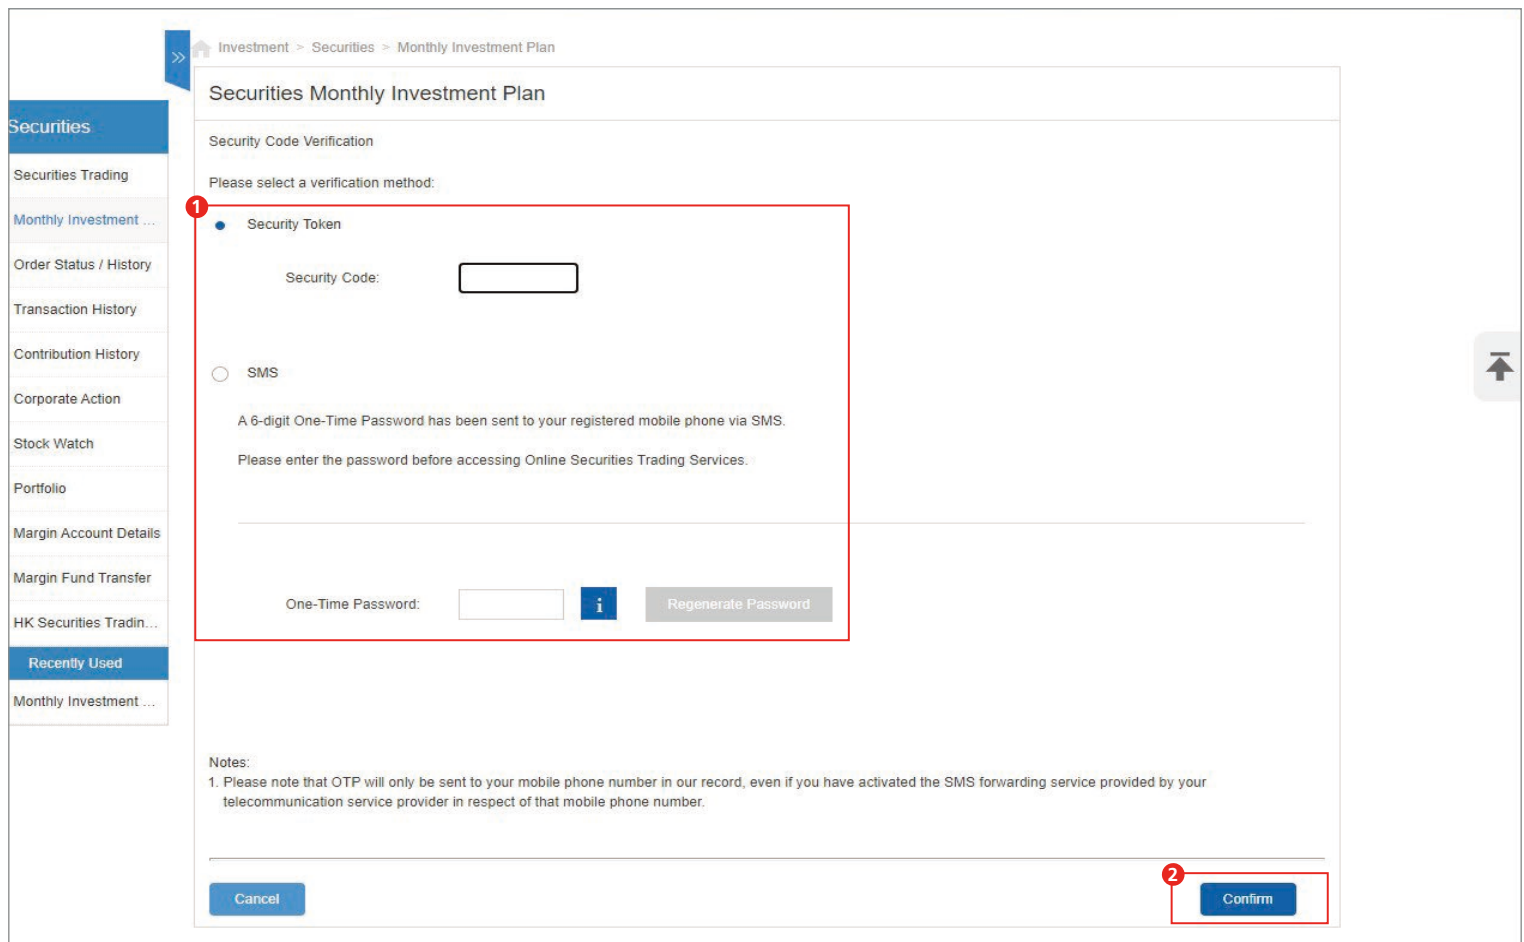 Investment > Securities > Monthly Investment Plan
Securities Monthly Investment Plan
Securities
Securities Trading
Monthly Investment ...
Order Status / History
Transaction History
Contribution History
Corporate Action
Stock Watch
Portfolio
Margin Account Details
Margin Fund Transfer
HK Securities Tradin...
Recently Used
Monthly Investment ...
Security Code Verification
Please select a verification method:
1
Security Token
Security Code:
SMS
A 6-digit One-Time Password has been sent to your registered mobile phone via SMS.
Please enter the password before accessing Online Securities Trading Services.
One-Time Password: i Regenerate Password
Notes:
1. Please note that OTP will only be sent to your mobile phone number in our record, even if you have activated the SMS forwarding service provided by your
telecommunication service provider in respect of that mobile phone number.
2
Cancel Confirm